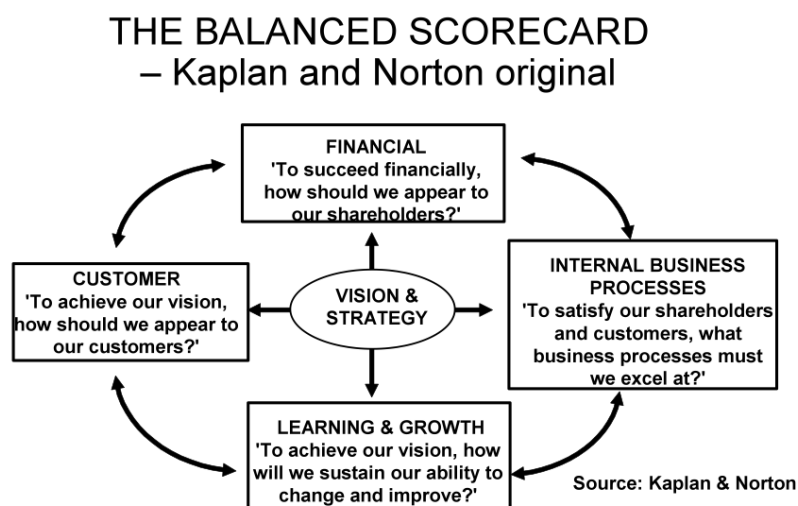 THE BALANCED SCORECARD
– Kaplan and Norton original
FINANCIAL
'To succeed financially,
how should we appear to
our shareholders?'
CUSTOMER
'To achieve our vision,
how should we appear to
our customers?'
VISION &
STRATEGY
INTERNAL BUSINESS
PROCESSES
'To satisfy our shareholders
and customers, what
business processes must
we excel at?'
LEARNING & GROWTH
'To achieve our vision, how
will we sustain our ability to
change and improve?'
Source: Kaplan & Norton